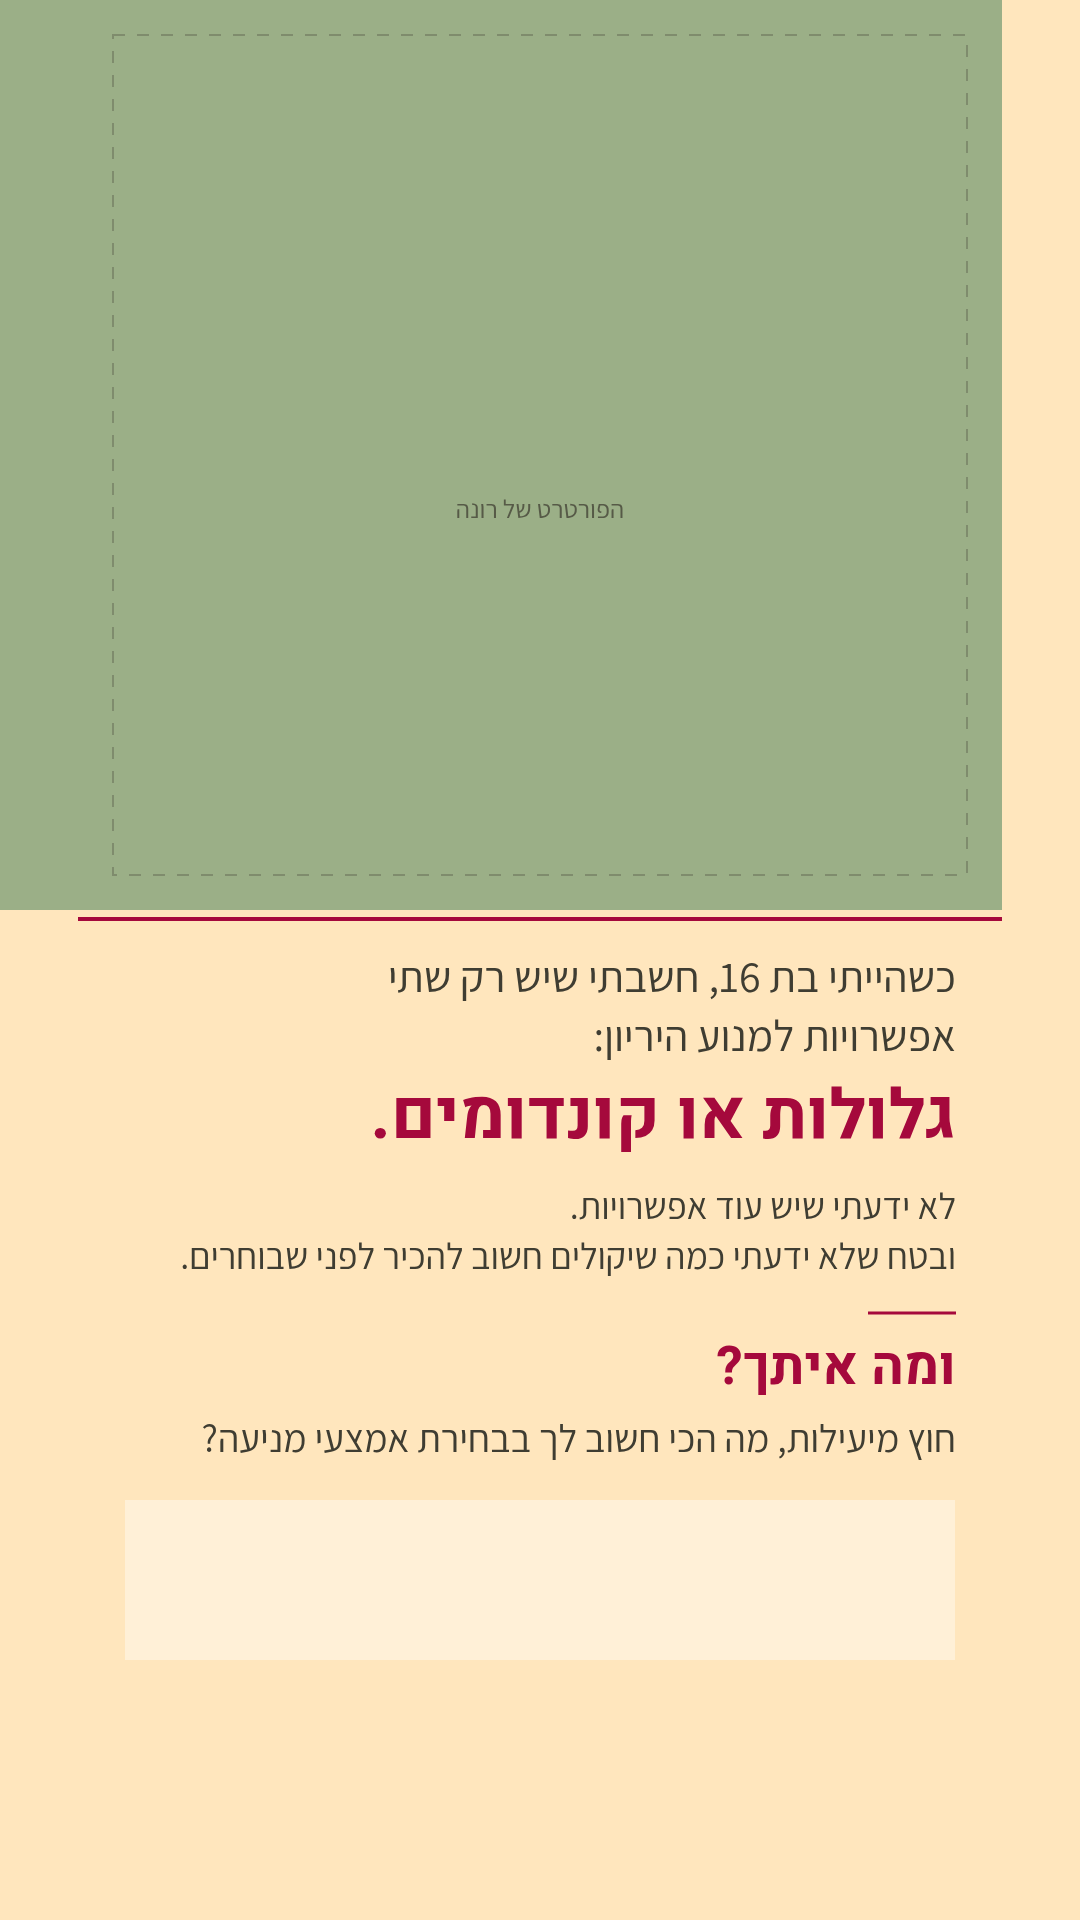 הפורטרט של רונה
כשהייתי בת 16, חשבתי שיש רק שתי
אפשרויות למנוע היריון:
גלולות או קונדומים.
לא ידעתי שיש עוד אפשרויות.
ובטח שלא ידעתי כמה שיקולים חשוב להכיר לפני שבוחרים.
ומה איתך?
חוץ מיעילות, מה הכי חשוב לך בבחירת אמצעי מניעה?